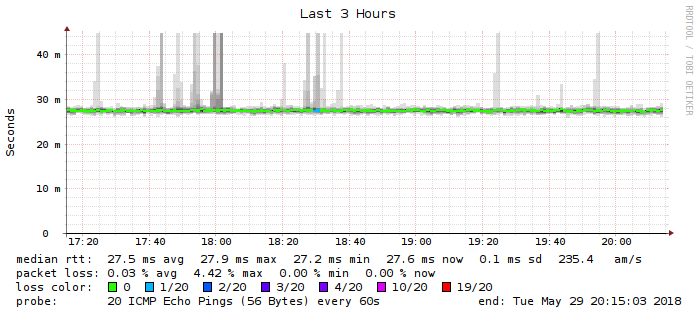 Last 3 Hours
RRDTOOL / TOBI OETIKER
Seconds
40 m
30 m
20 m
10 m
0
17:20 17:40 18:00 18:20 18:40 19:00 19:20 19:40 20:00
median rtt: 27.5 ms avg 27.9 ms max 27.2 ms min 27.6 ms now 0.1 ms sd 235.4 am/s
packet loss: 0.03 % avg 4.42 % max 0.00 % min 0.00 % now
loss color: 0 1/20 2/20 3/20 4/20 10/20 19/20
probe: 20 ICMP Echo Pings (56 Bytes) every 60s end: Tue May 29 20:15:03 2018